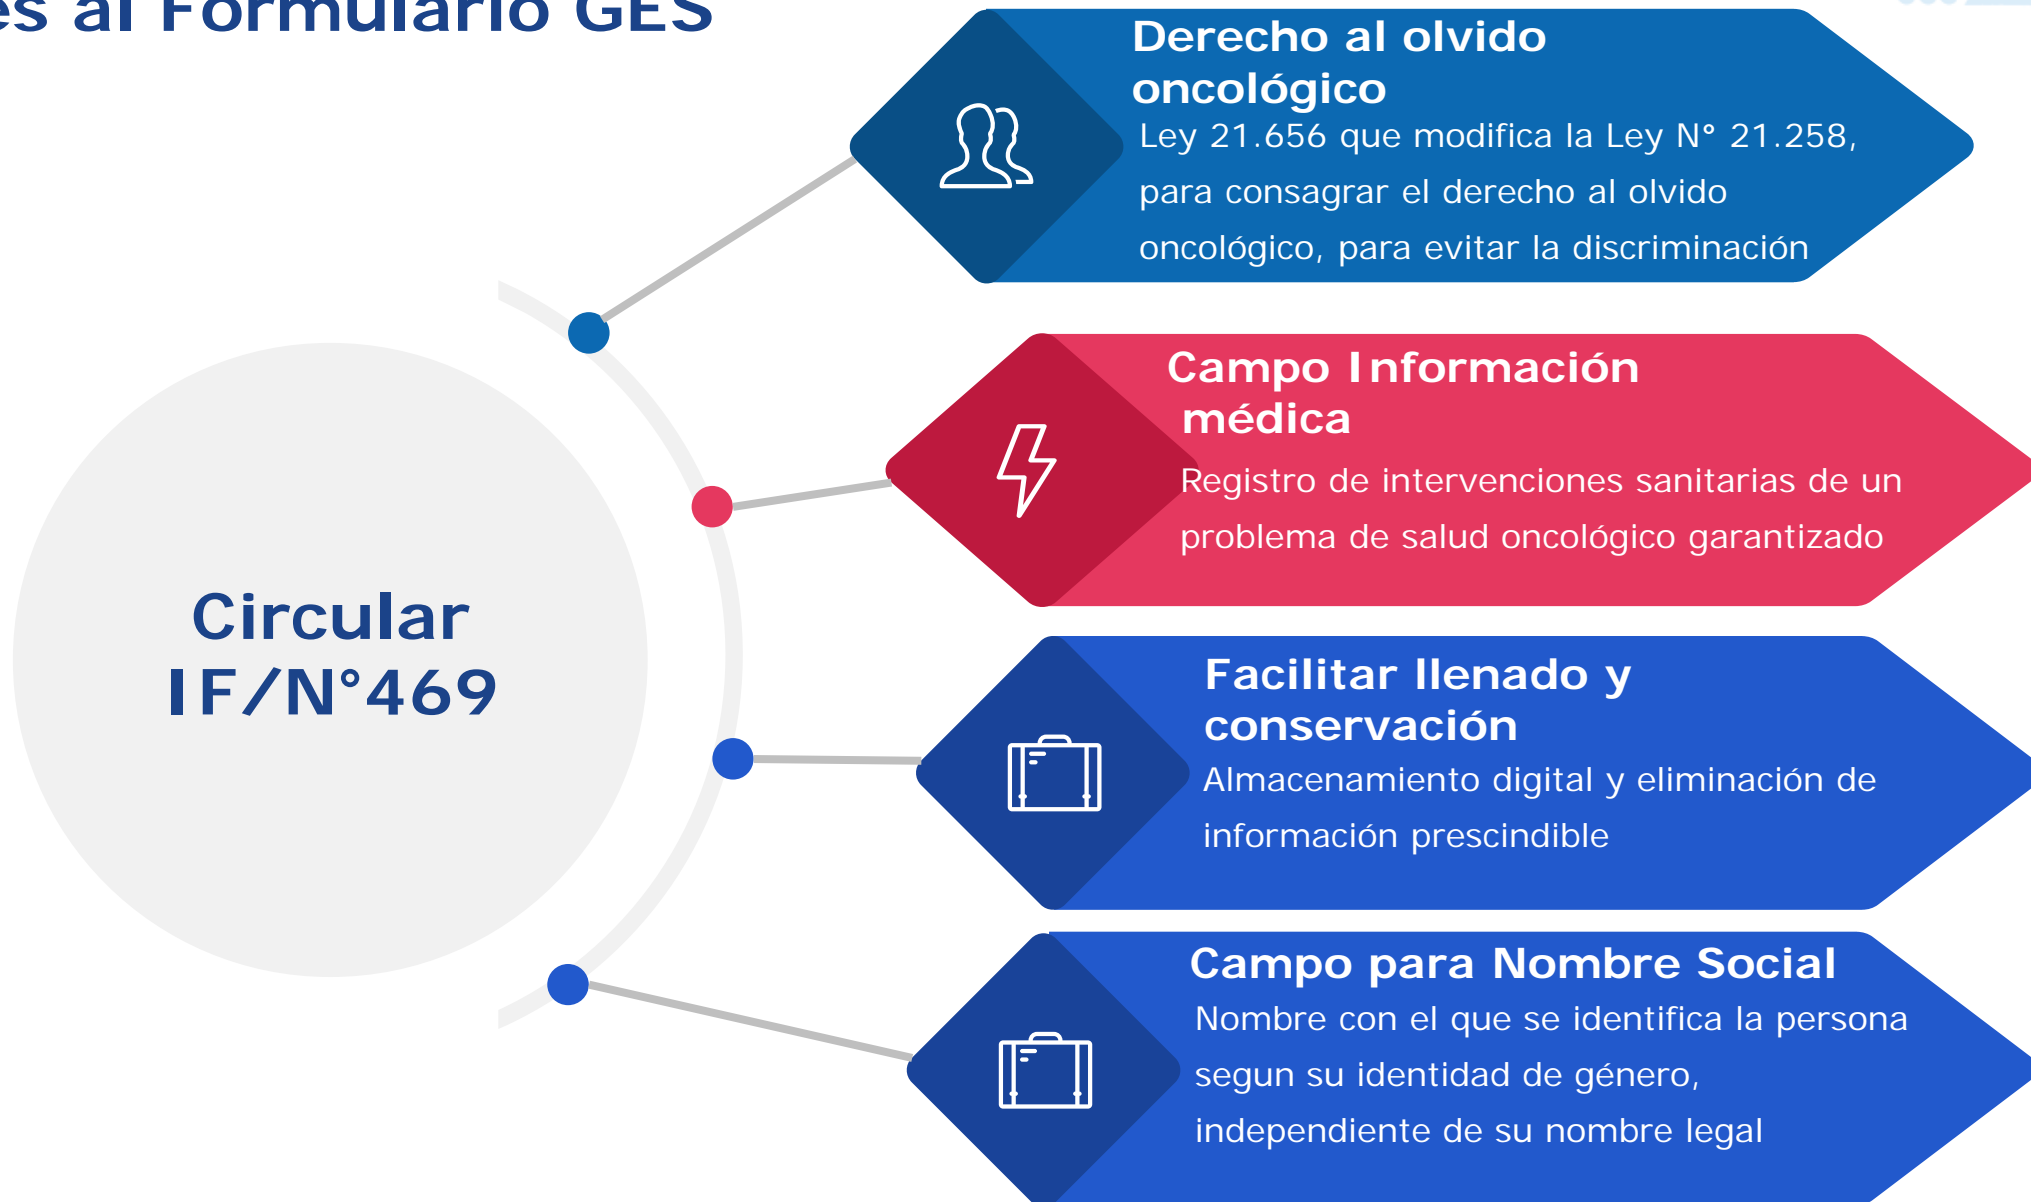 es al Formulario GES
Derecho al olvido
oncológico
Ley 21.656 que modifica la Ley N° 21.258,
para consagrar el derecho al olvido
oncológico, para evitar la discriminación
Campo Información
médica
Registro de intervenciones sanitarias de un
problema de salud oncológico garantizado
Circular
IF/N°469
Facilitar llenado y
conservación
Almacenamiento digital y eliminación de
información prescindible
Campo para Nombre Social
Nombre con el que se identifica la persona
segun su identidad de género,
independiente de su nombre legal